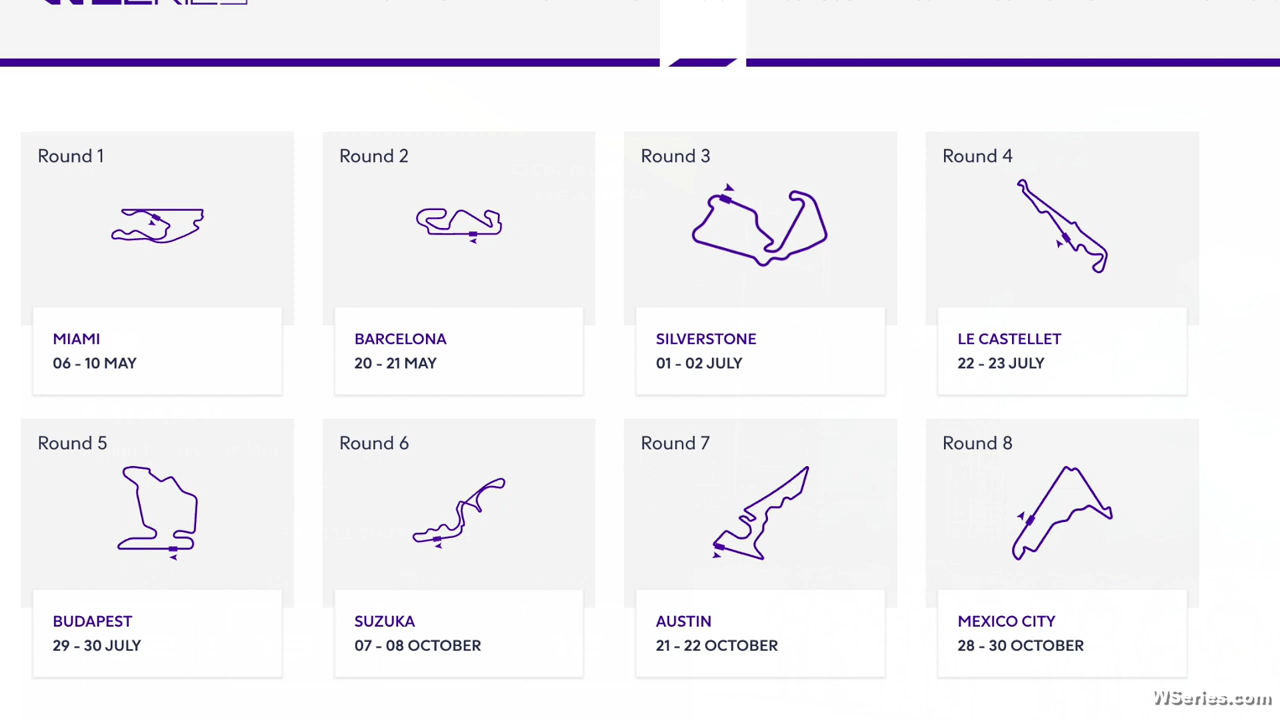 Round 1
MIAMI
06 - 10 MAY
Round 2
BARCELONA
20 - 21 MAY
Round 3
SILVERSTONE
01 - 02 JULY
Round 4
LE CASTELLET
22 - 23 JULY
Round 5
BUDAPEST
29 - 30 JULY
Round 6
SUZUKA
07 - 08 OCTOBER
Round 7
AUSTIN
21 - 22 OCTOBER
Round 8
MEXICO CITY
28 - 30 OCTOBER
WSeries.com